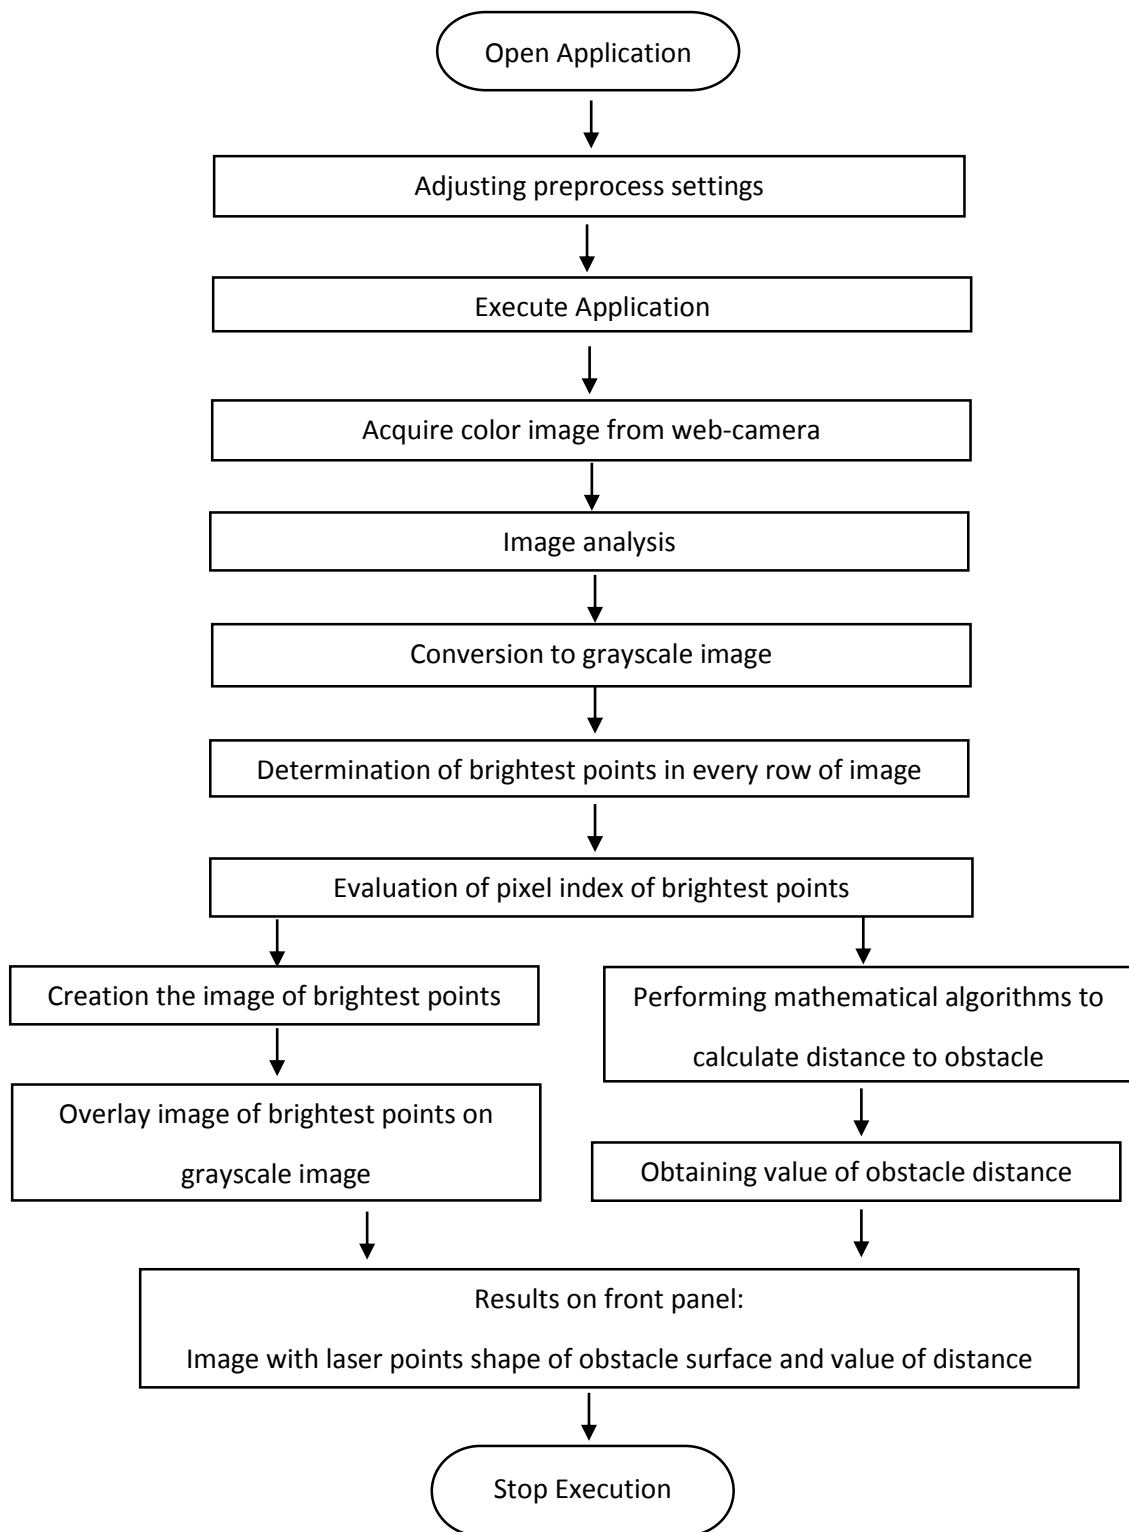 Open Application
Adjusting preprocess settings
Execute Application
Acquire color image from web-camera
Image analysis
Conversion to grayscale image
Determination of brightest points in every row of image
Evaluation of pixel index of brightest points
Creation the image of brightest points
Overlay image of brightest points on
grayscale image
Performing mathematical algorithms to
calculate distance to obstacle
Obtaining value of obstacle distance
Results on front panel:
Image with laser points shape of obstacle surface and value of distance
Stop Execution